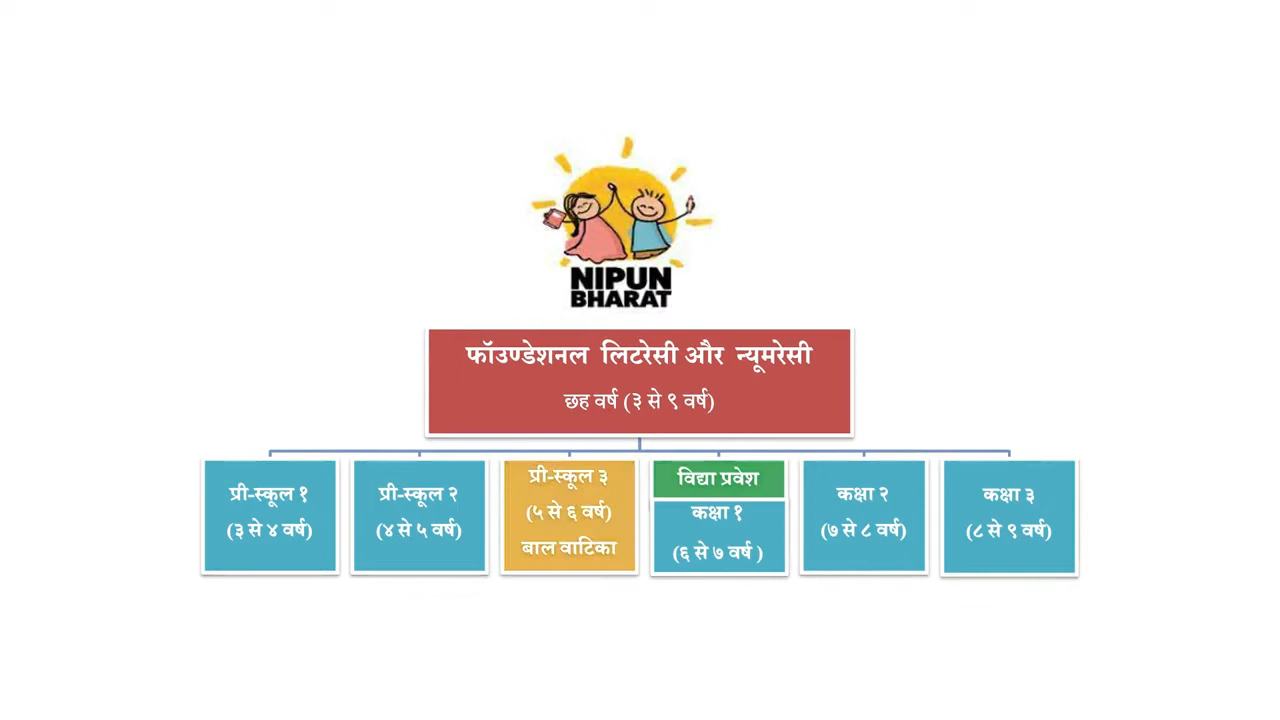 NIPUN
BHARAT
फॉउण्डेशनल लिटरेसी और न्यूमरेसी
छह वर्ष (३ से ९ वर्ष)
प्री-स्कूल १
(३ से ४ वर्ष)
प्री-स्कूल २
(४ से ५ वर्ष)
प्री-स्कूल ३
(५ से ६ वर्ष)
बाल वाटिका
विद्या प्रवेश
कक्षा १
(६ से ७ वर्ष )
कक्षा २
(७ से ८ वर्ष)
कक्षा ३
(८ से ९ वर्ष)